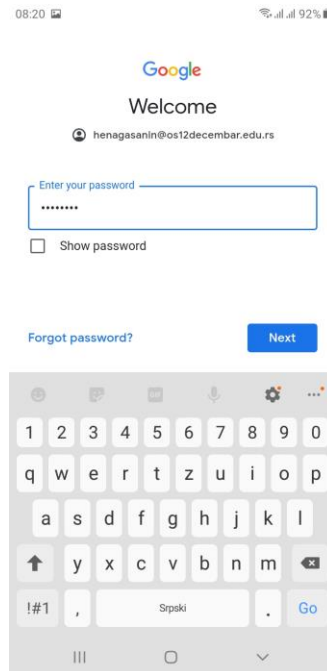 08:20 92%
Google
Welcome
henagasanin@os12decembar.edu.rs
Enter your password
••••••••
Show password
Forgot password? Next
1 2 3 4 5 6 7 8 9 0
q w e r t z u i o p
a s d f g h j k l
y x c v b n m
!#1 , Srpski . Go